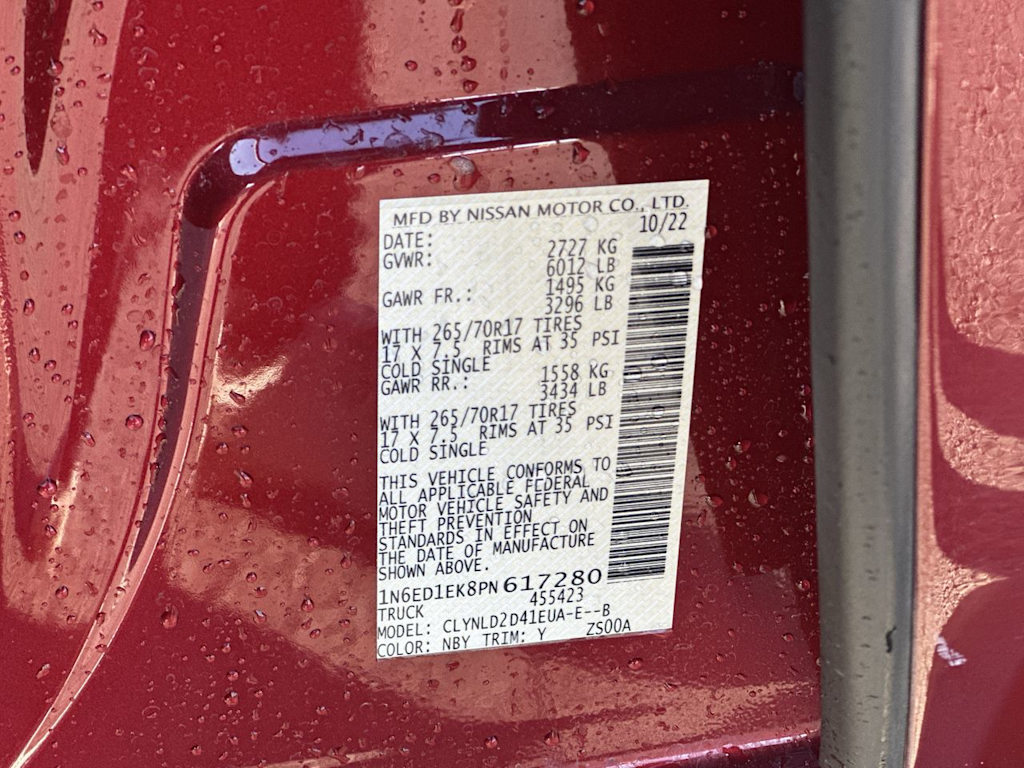 MFD BY NISSAN MOTOR CO., LTD.
DATE: 10/22
GVWR: 2727 KG
6012 LB
GAWR FR.: 1495 KG
3296 LB
WITH 265/70R17 TIRES
17 X 7.5 RIMS AT 35 PSI
COLD SINGLE
GAWR RR.: 1558 KG
3434 LB
WITH 265/70R17 TIRES
17 X 7.5 RIMS AT 35 PSI
COLD SINGLE
THIS VEHICLE CONFORMS TO
ALL APPLICABLE FEDERAL
MOTOR VEHICLE SAFETY AND
THEFT PREVENTION
STANDARDS IN EFFECT ON
THE DATE OF MANUFACTURE
SHOWN ABOVE.
1N6ED1EK8PN617280
TRUCK 455423
MODEL: CLYNLD2D41EUA-E--B
COLOR: NBY TRIM: Y ZS00A